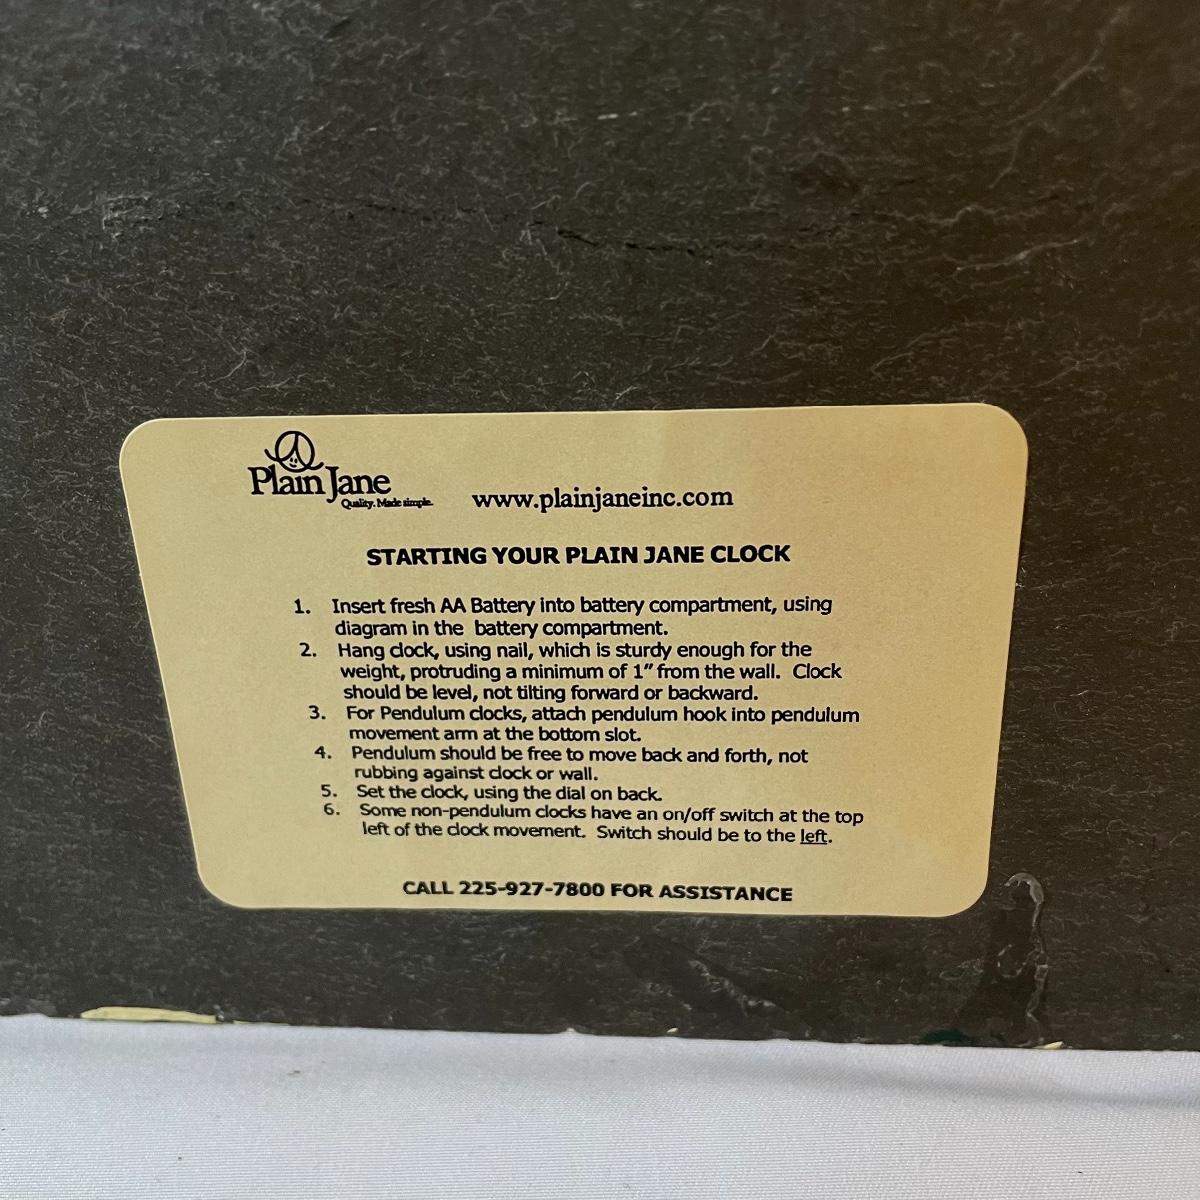 Plain Jane
Quality. Made simple.
www.plainjaneinc.com
STARTING YOUR PLAIN JANE CLOCK
1. Insert fresh AA Battery into battery compartment, using
diagram in the battery compartment.
2. Hang clock, using nail, which is sturdy enough for the
weight, protruding a minimum of 1” from the wall. Clock
should be level, not tilting forward or backward.
3. For Pendulum clocks, attach pendulum hook into pendulum
movement arm at the bottom slot.
4. Pendulum should be free to move back and forth, not
rubbing against clock or wall.
5. Set the clock, using the dial on back.
6. Some non-pendulum clocks have an on/off switch at the top
left of the clock movement. Switch should be to the left.
CALL 225-927-7800 FOR ASSISTANCE